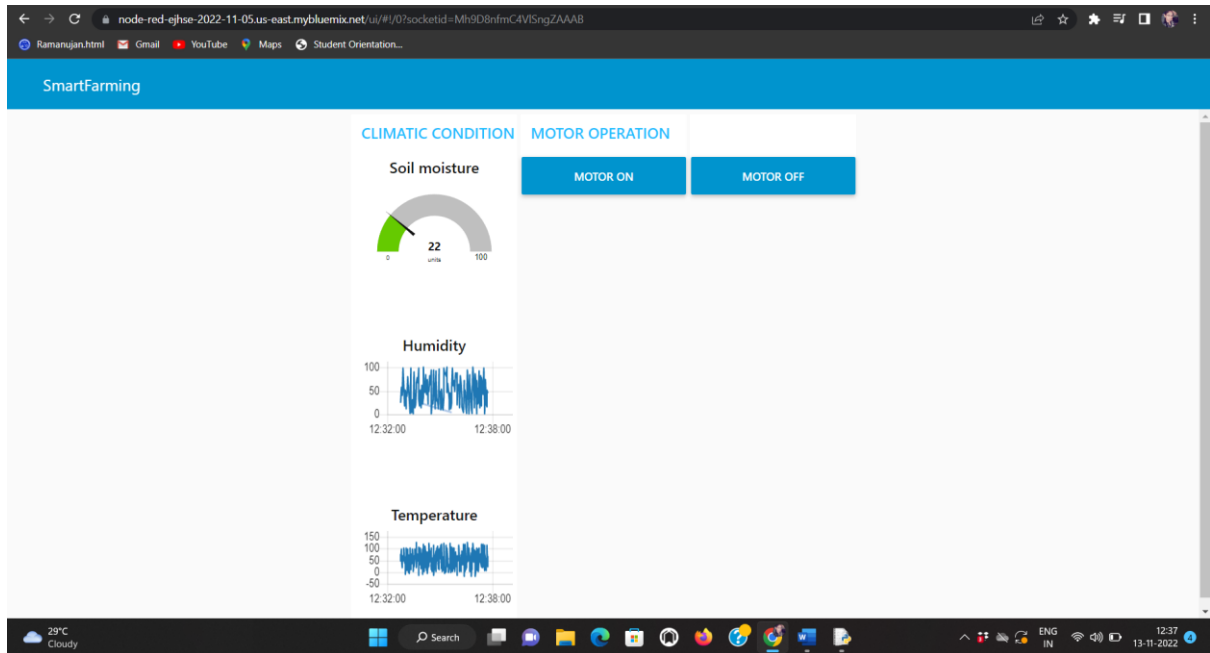 node-red-ejhse-2022-11-05.us-east.mybluemix.net/ui/#!/0?socketid=Mh9D8nfmC4VlSngZAAAB
Ramanujan.html Gmail YouTube Maps Student Orientation...
SmartFarming
CLIMATIC CONDITION MOTOR OPERATION
Soil moisture
MOTOR ON MOTOR OFF
22
0 units 100
Humidity
100
50
0
12:32:00 12:38:00
Temperature
150
100
50
0
-50
12:32:00 12:38:00
29°C
Cloudy
Search
ENG
IN
12:37
13-11-2022
4